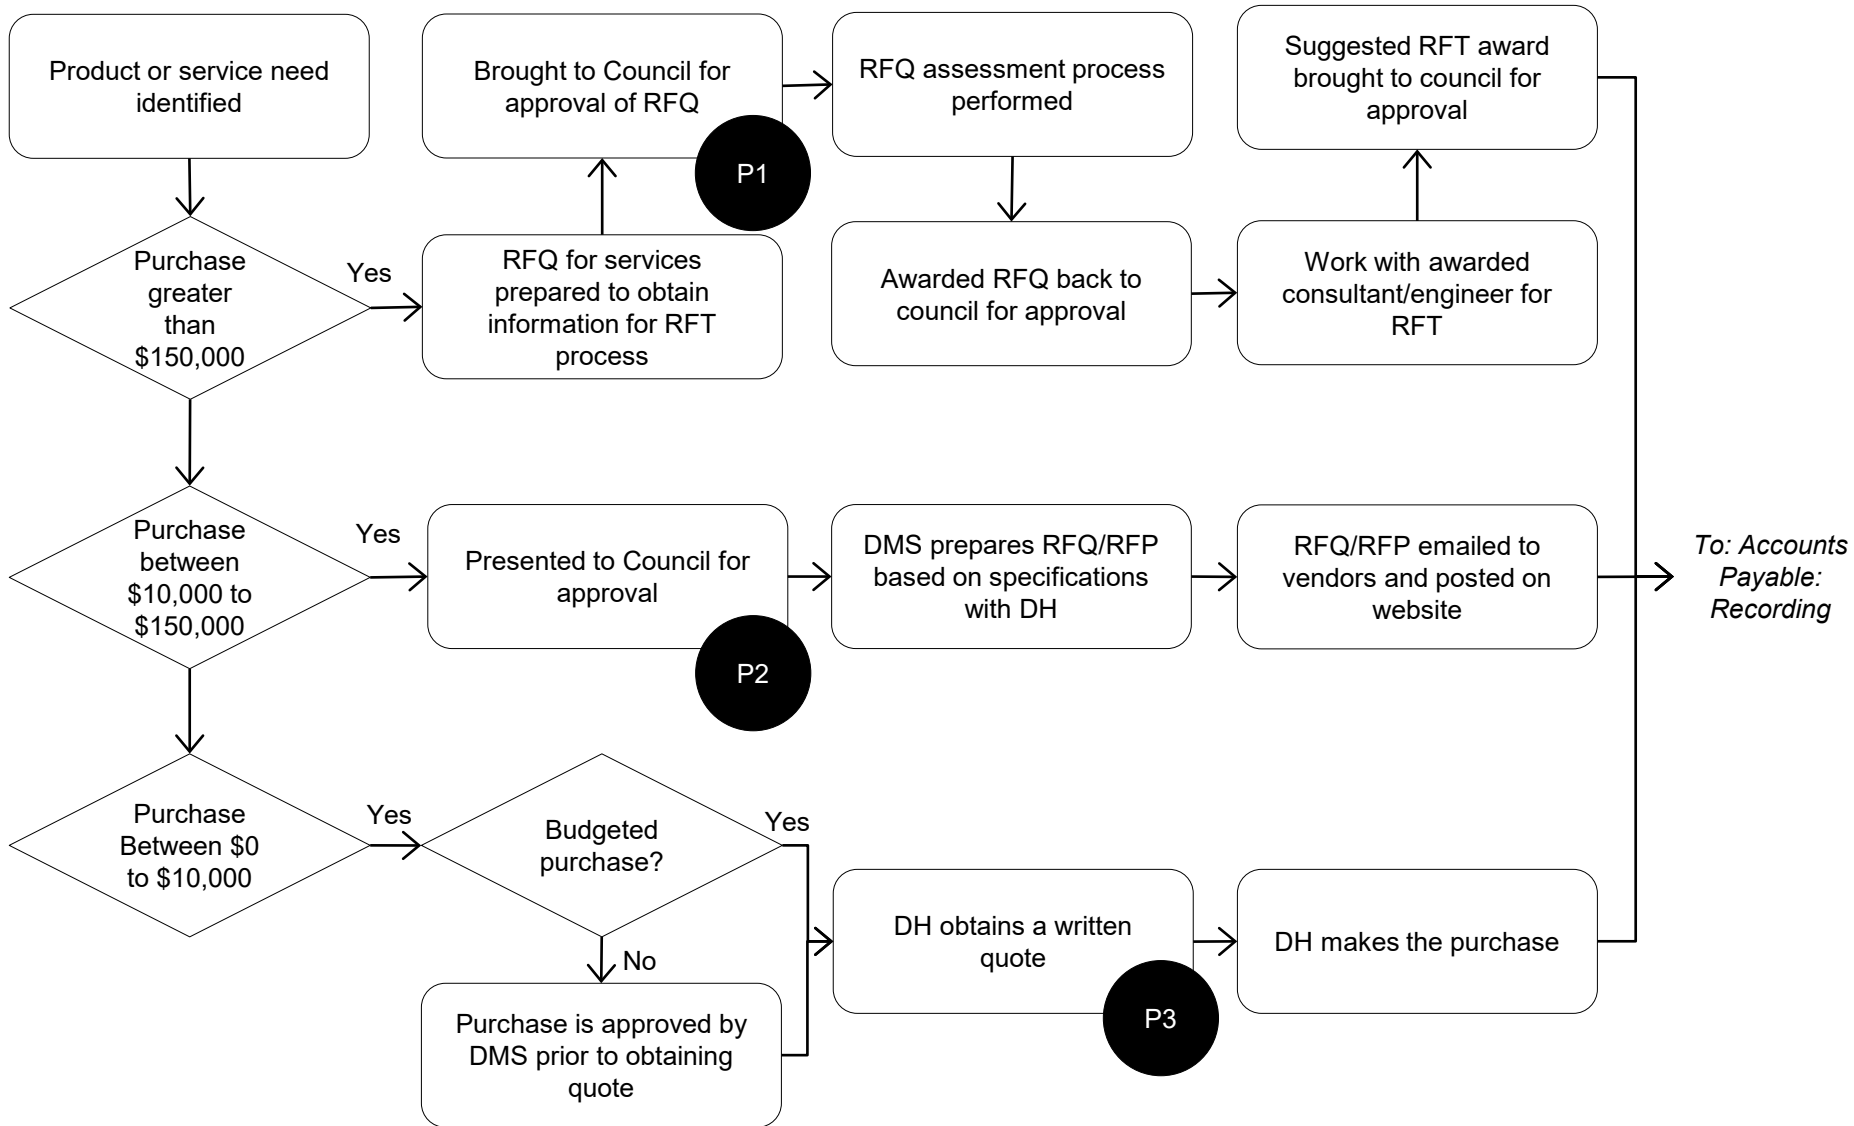 Product or service need
identified
Brought to Council for
approval of RFQ
P1
RFQ assessment process
performed
Suggested RFT award
brought to council for
approval
Purchase
greater
than
$150,000
Yes
RFQ for services
prepared to obtain
information for RFT
process
Awarded RFQ back to
council for approval
Work with awarded
consultant/engineer for
RFT
Purchase
between
$10,000 to
$150,000
Yes
Presented to Council for
approval
P2
DMS prepares RFQ/RFP
based on specifications
with DH
RFQ/RFP emailed to
vendors and posted on
website
To: Accounts
Payable:
Recording
Purchase
Between $0
to $10,000
Yes
Budgeted
purchase?
Yes
No
Purchase is approved by
DMS prior to obtaining
quote
DH obtains a written
quote
P3
DH makes the purchase